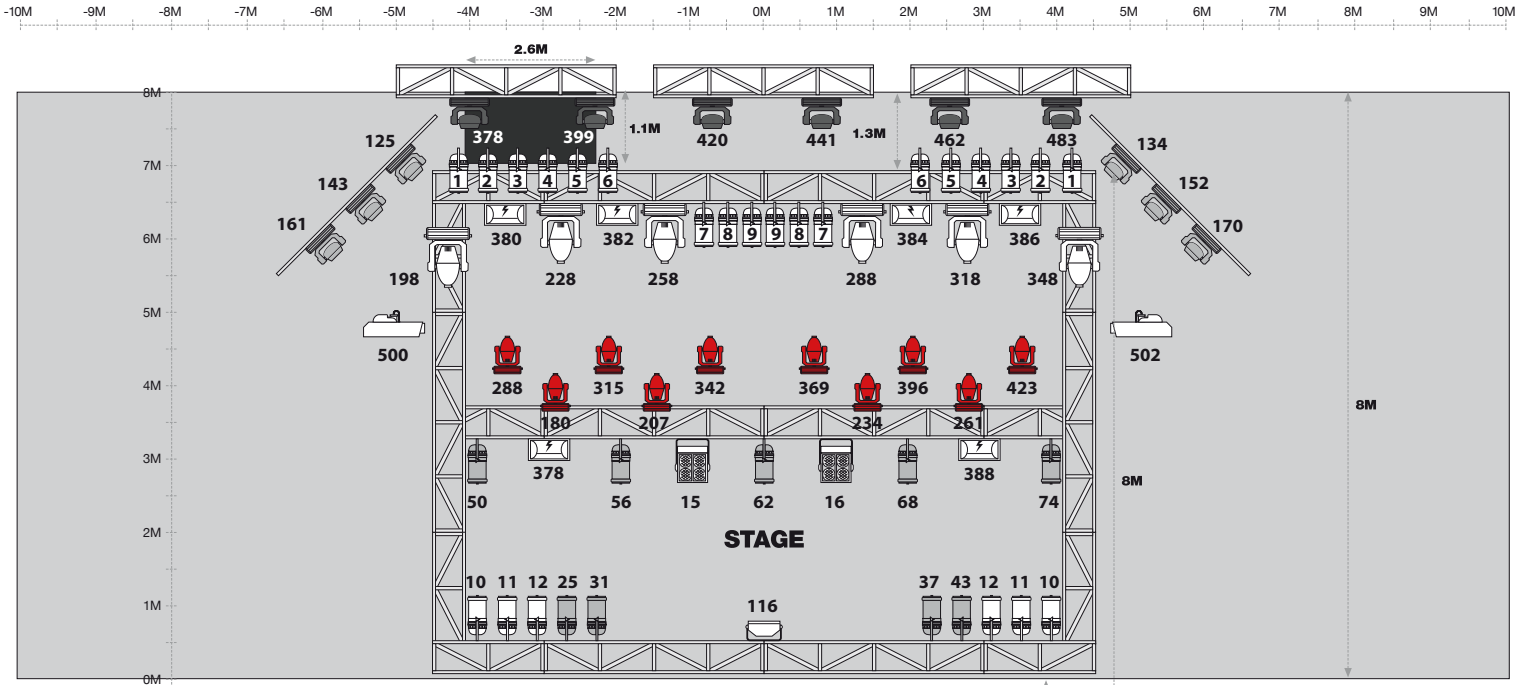 -10M -9M -8M -7M -6M -5M -4M -3M -2M -1M 0M 1M 2M 3M 4M 5M 6M 7M 8M 9M 10M
2.6M
8M
1.1M 1.3M
125 378 399 420 441 462 483 134
7M
143 1 2 3 4 5 6 6 5 4 3 2 1 152
161 170
6M 380 382 7 8 9 9 8 7 384 386
198 228 258 288 318 348
5M
500 502
4M 288 315 342 369 396 423
8M
180 207 234 261
3M
378 388
8M
50 56 15 62 16 68 74
2M
STAGE
10 11 12 25 31 37 43 12 11 10
1M 116
0M